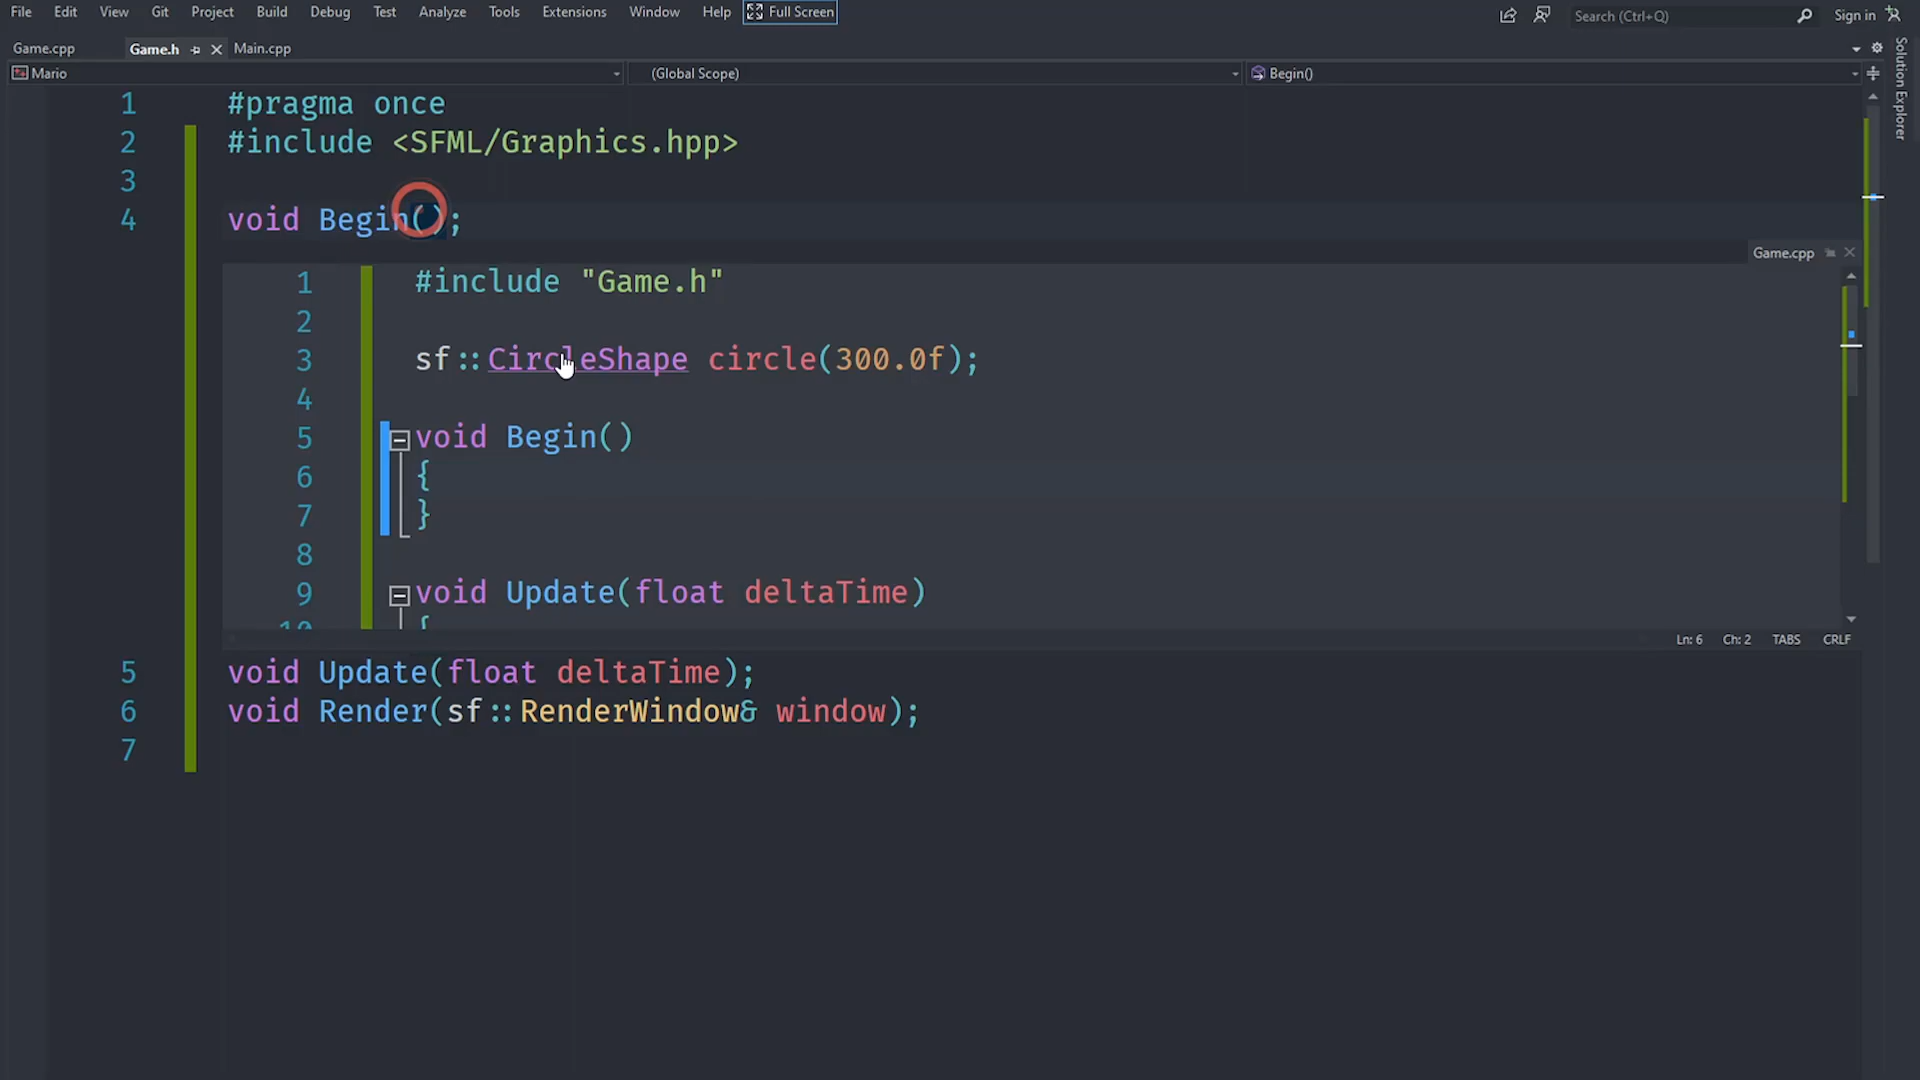 File Edit View Git Project Build Debug Test Analyze Tools Extensions Window Help Full Screen Search (Ctrl+Q) Sign in
Game.cpp Game.h Main.cpp
Mario (Global Scope) Begin()
Solution Explorer
1 #pragma once
2 #include <SFML/Graphics.hpp>
3
4 void Begin();
Game.cpp
1 #include "Game.h"
2
3 sf::CircleShape circle(300.0f);
4
5 void Begin()
6 {
7 }
8
9 void Update(float deltaTime)
10 {
Ln: 6 Ch: 2 TABS CRLF
5 void Update(float deltaTime);
6 void Render(sf::RenderWindow& window);
7